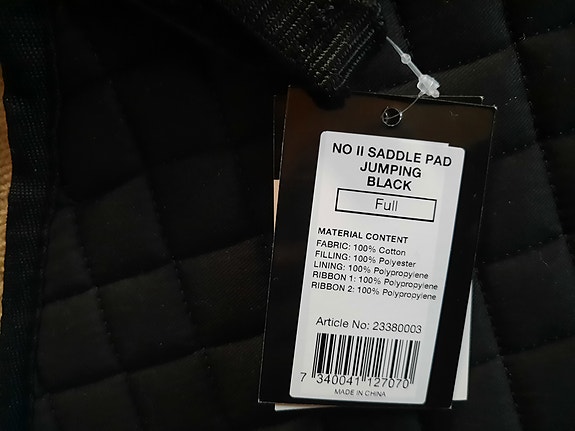 NO II SADDLE PAD
JUMPING
BLACK
Full
MATERIAL CONTENT
FABRIC: 100% Cotton
FILLING: 100% Polyester
LINING: 100% Polypropylene
RIBBON 1: 100% Polypropylene
RIBBON 2: 100% Polypropylene
Article No: 23380003
7 340041 127070
MADE IN CHINA